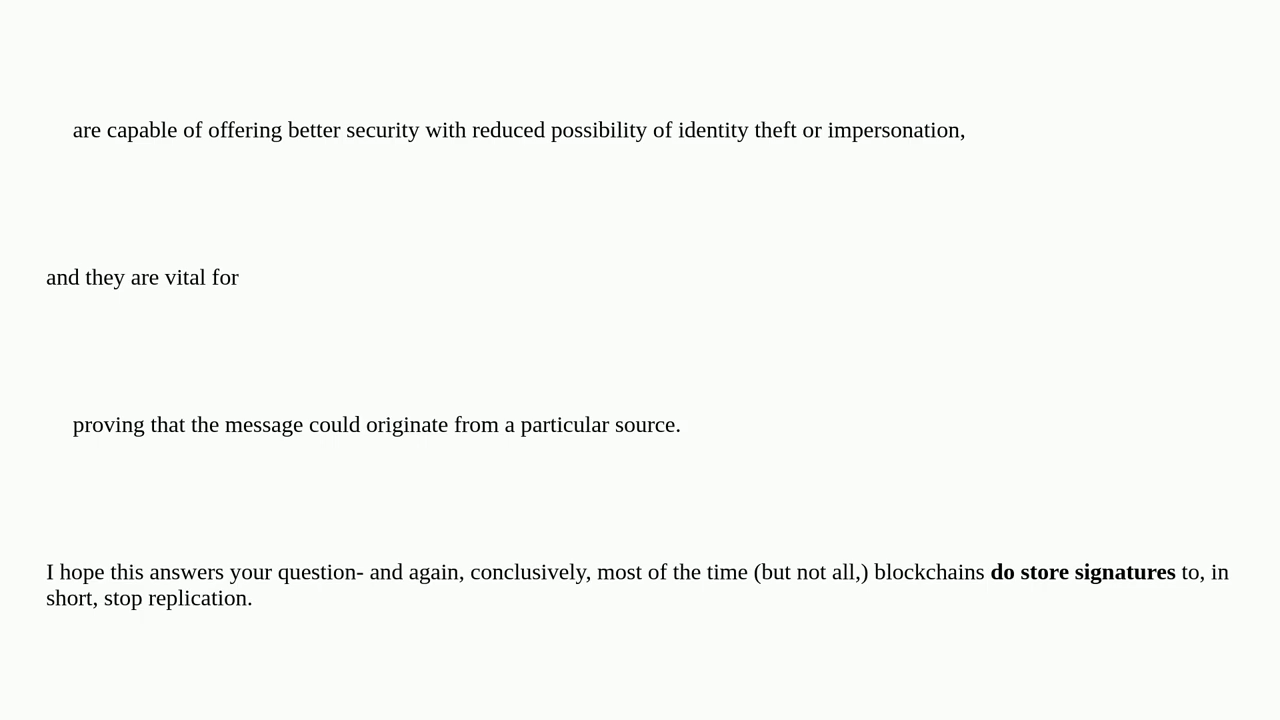 are capable of offering better security with reduced possibility of identity theft or impersonation,
and they are vital for
proving that the message could originate from a particular source.
I hope this answers your question- and again, conclusively, most of the time (but not all,) blockchains do store signatures to, in
short, stop replication.